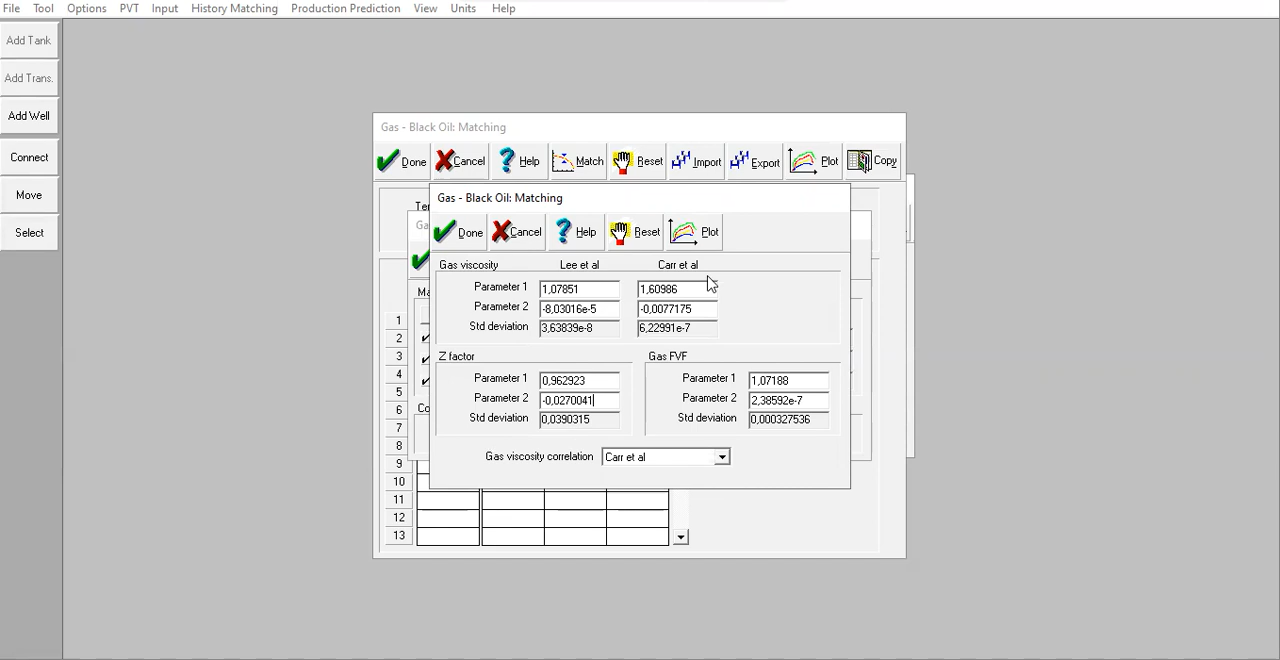 File Tool Options PVT Input History Matching Production Prediction View Units Help
Add Tank
Add Trans.
Add Well
Connect
Move
Select
Gas - Black Oil: Matching
Done Cancel Help Match Reset Import Export Plot Copy
Gas - Black Oil: Matching
Done Cancel Help Reset Plot
Gas viscosity Lee et al Carr et al
Parameter 1 1,07851 1,60986
Parameter 2 -8,03016e-5 -0,0077175
Std deviation 3,63839e-8 6,22991e-7
Z factor Gas FVF
Parameter 1 0,962923 Parameter 1 1,07188
Parameter 2 -0,0270041 Parameter 2 2,38592e-7
Std deviation 0,0390315 Std deviation 0,000327536
Gas viscosity correlation Carr et al
1
2
3
4
5
6
7
8
9
10
11
12
13